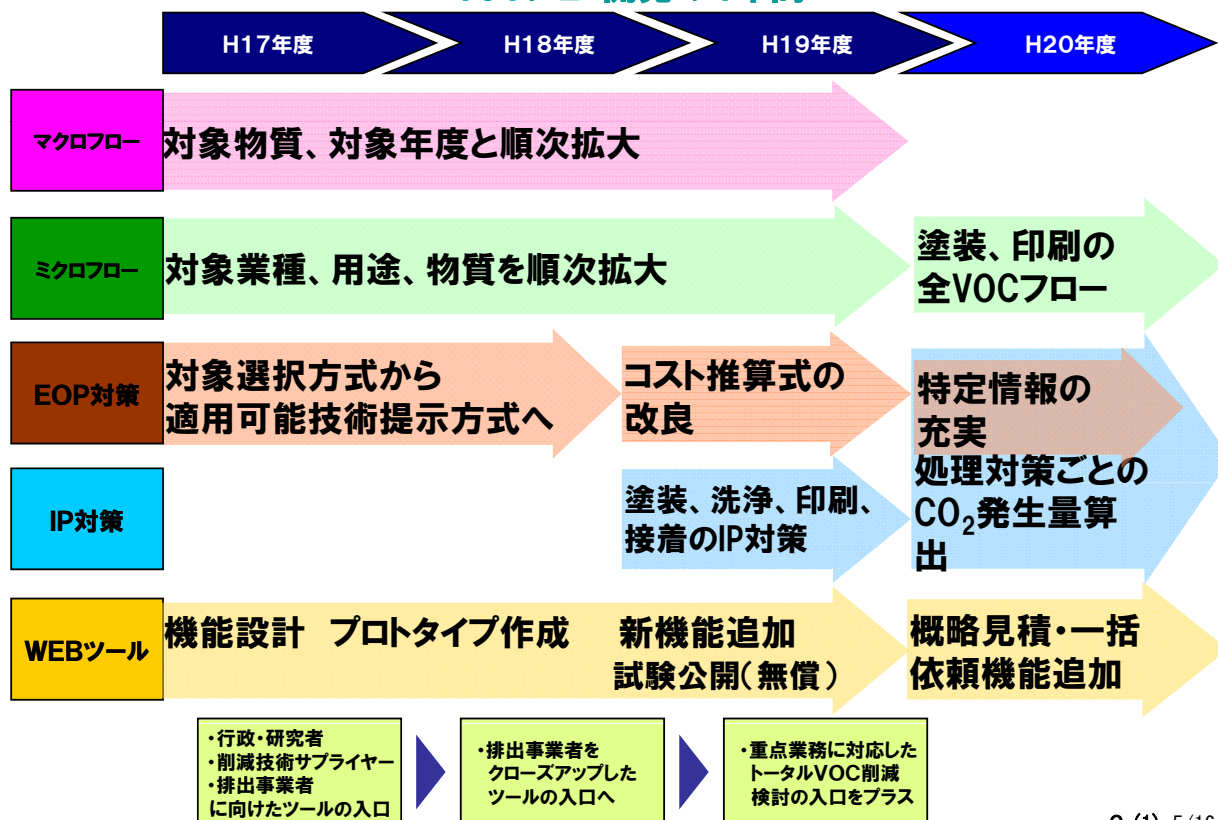 H17年度
H18年度
H19年度
H20年度
マクロフロー
対象物質、対象年度と順次拡大
ミクロフロー
対象業種、用途、物質を順次拡大
塗装、印刷の
全VOCフロー
EOP対策
対象選択方式から
適用可能技術提示方式へ
コスト推算式の
改良
特定情報の
充実
IP対策
塗装、洗浄、印刷、
接着のIP対策
処理対策ごとの
CO2発生量算
出
WEBツール
機能設計 プロトタイプ作成
新機能追加
試験公開(無償)
概略見積・一括
依頼機能追加
・行政・研究者
・削減技術サプライヤー
・排出事業者
に向けたツールの入口
・排出事業者を
クローズアップした
ツールの入口へ
・重点業務に対応した
トータルVOC削減
検討の入口をプラス